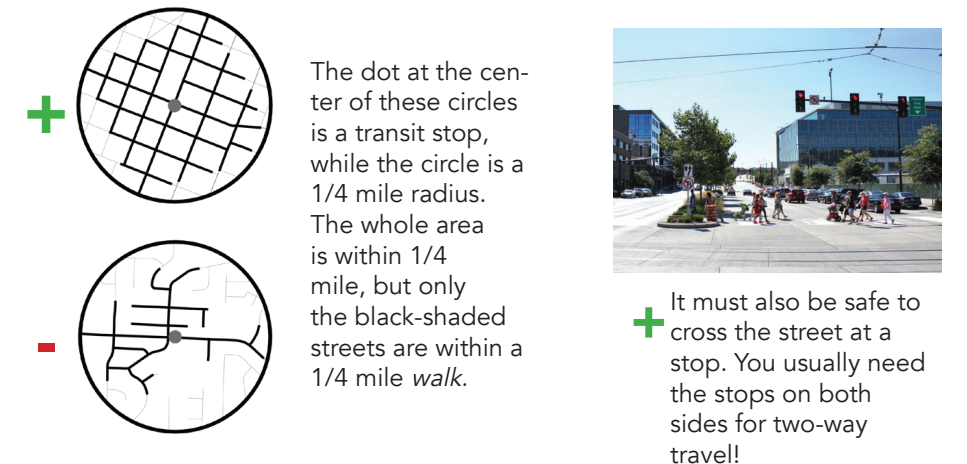 The dot at the cen-
ter of these circles
is a transit stop,
while the circle is a
1/4 mile radius.
The whole area
is within 1/4
mile, but only
the black-shaded
streets are within a
1/4 mile walk.
It must also be safe to
cross the street at a
stop. You usually need
the stops on both
sides for two-way
travel!